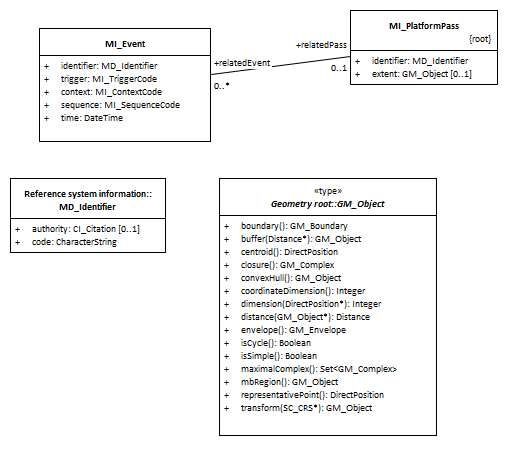 MI_Event
+ identifier: MD_Identifier
+ trigger: MI_TriggerCode
+ context: MI_ContextCode
+ sequence: MI_SequenceCode
+ time: DateTime
+relatedEvent
0..*
+relatedPass
0..1
MI_PlatformPass
{root}
+ identifier: MD_Identifier
+ extent: GM_Object [0..1]
Reference system information::
MD_Identifier
+ authority: CI_Citation [0..1]
+ code: CharacterString
«type»
Geometry root::GM_Object
+ boundary(): GM_Boundary
+ buffer(Distance*): GM_Object
+ centroid(): DirectPosition
+ closure(): GM_Complex
+ convexHull(): GM_Object
+ coordinateDimension(): Integer
+ dimension(DirectPosition*): Integer
+ distance(GM_Object*): Distance
+ envelope(): GM_Envelope
+ isCycle(): Boolean
+ isSimple(): Boolean
+ maximalComplex(): Set<GM_Complex>
+ mbRegion(): GM_Object
+ representativePoint(): DirectPosition
+ transform(SC_CRS*): GM_Object